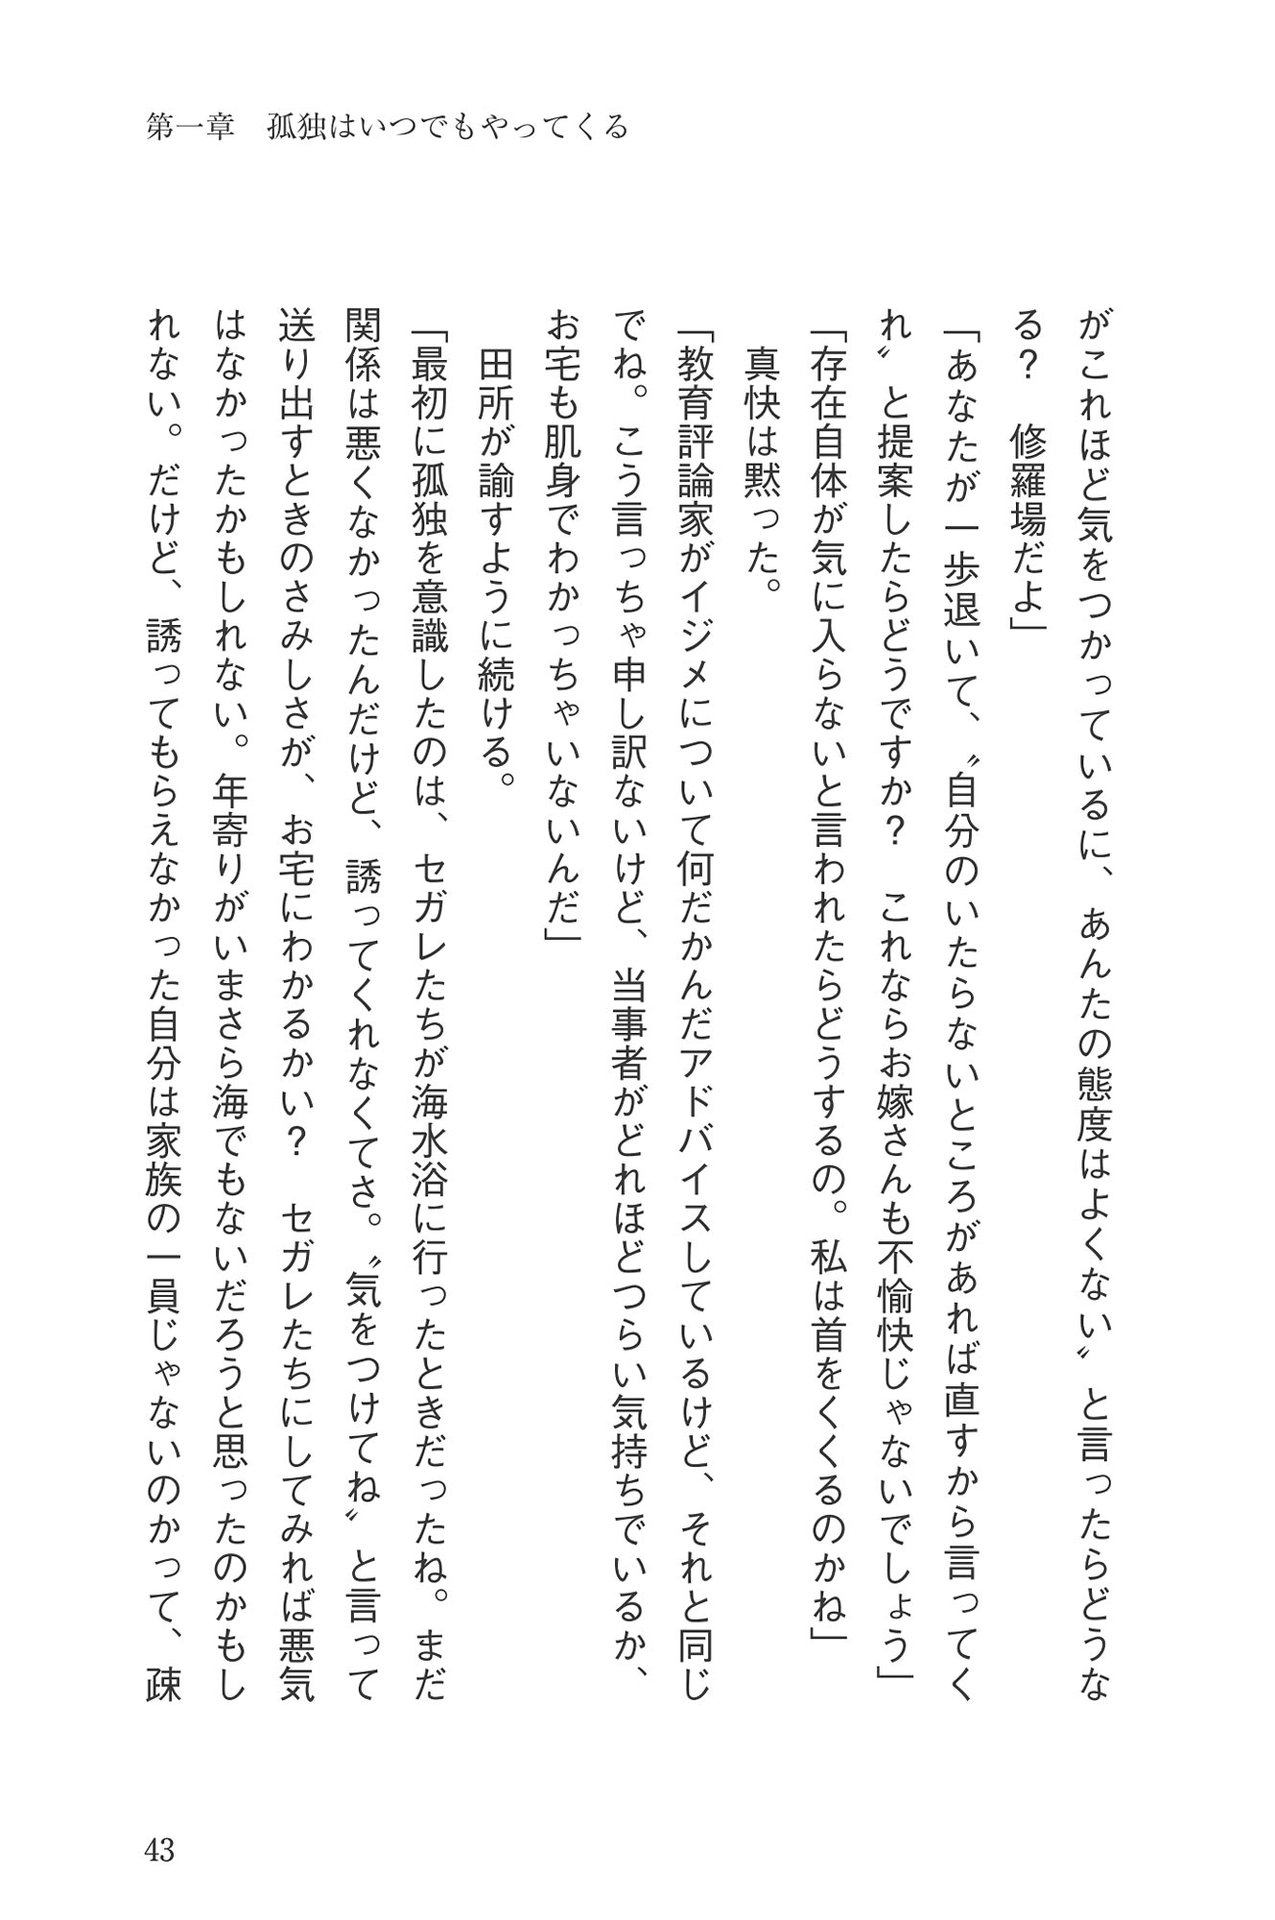 第一章　孤独はいつでもやってくる
がこれほど気をつかっているに、あんたの態度はよくない〟と言ったらどうな
る？　修羅場だよ」
「あなたが一歩退いて、〝自分のいたらないところがあれば直すから言ってく
れ〟と提案したらどうですか？　これならお嫁さんも不愉快じゃないでしょう」
「存在自体が気に入らないと言われたらどうするの。私は首をくくるのかね」
　真快は黙った。
「教育評論家がイジメについて何だかんだアドバイスしているけど、それと同じ
でね。こう言っちゃ申し訳ないけど、当事者がどれほどつらい気持ちでいるか、
お宅も肌身でわかっちゃいないんだ」
　田所が諭すように続ける。
「最初に孤独を意識したのは、セガレたちが海水浴に行ったときだったね。まだ
関係は悪くなかったんだけど、誘ってくれなくてさ。〝気をつけてね〟と言って
送り出すときのさみしさが、お宅にわかるかい？　セガレたちにしてみれば悪気
はなかったかもしれない。年寄りがいまさら海でもないだろうと思ったのかもし
れない。だけど、誘ってもらえなかった自分は家族の一員じゃないのかって、疎
43